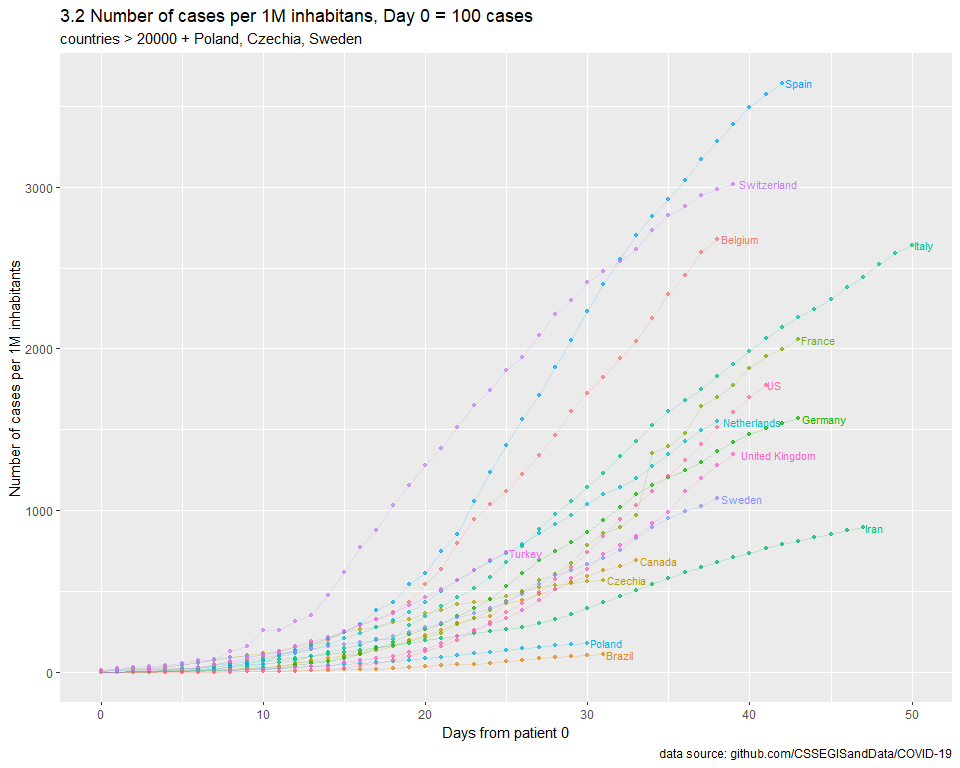 3.2 Number of cases per 1M inhabitans, Day 0 = 100 cases
countries > 20000 + Poland, Czechia, Sweden
Number of cases per 1M inhabitants
3000
2000
1000
0
Spain
Switzerland
Belgium
Italy
France
US
Germany
Netherlands
United Kingdom
Sweden
Iran
Turkey
Canada
Czechia
Poland
Brazil
0 10 20 30 40 50
Days from patient 0
data source: github.com/CSSEGISandData/COVID-19